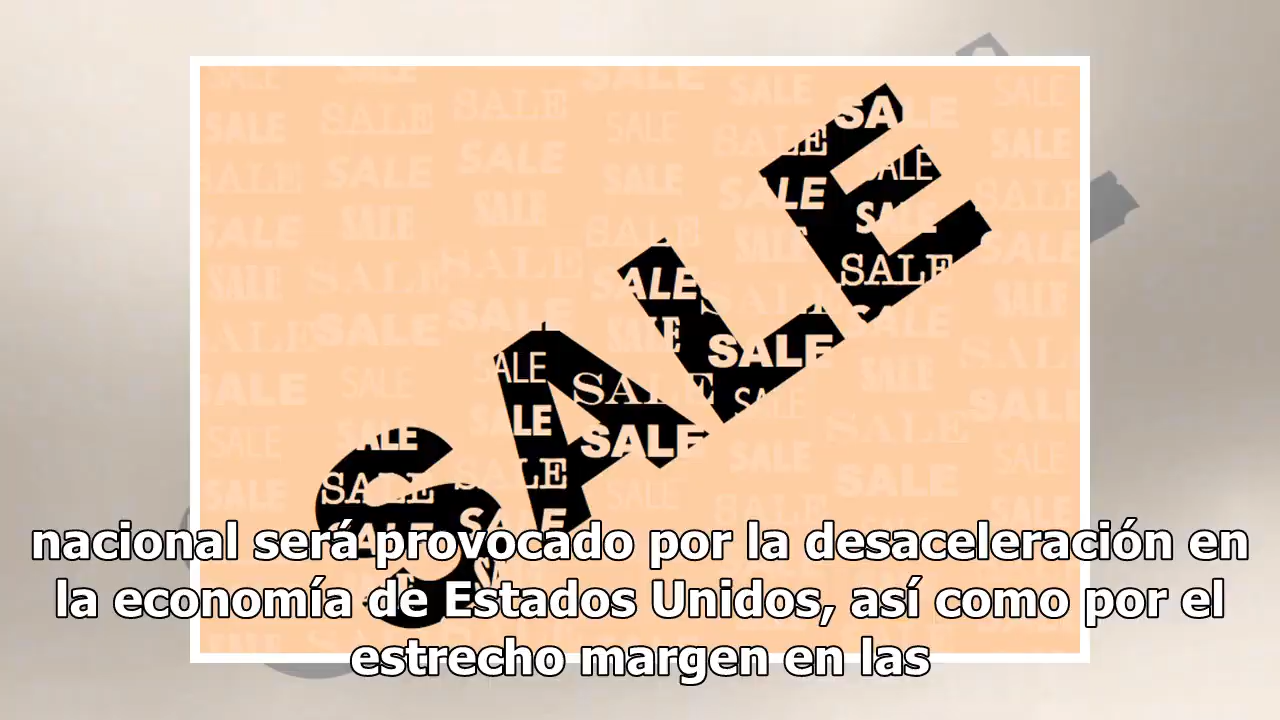 SALE
nacional será provocado por la desaceleración en
la economía de Estados Unidos, así como por el
estrecho margen en las